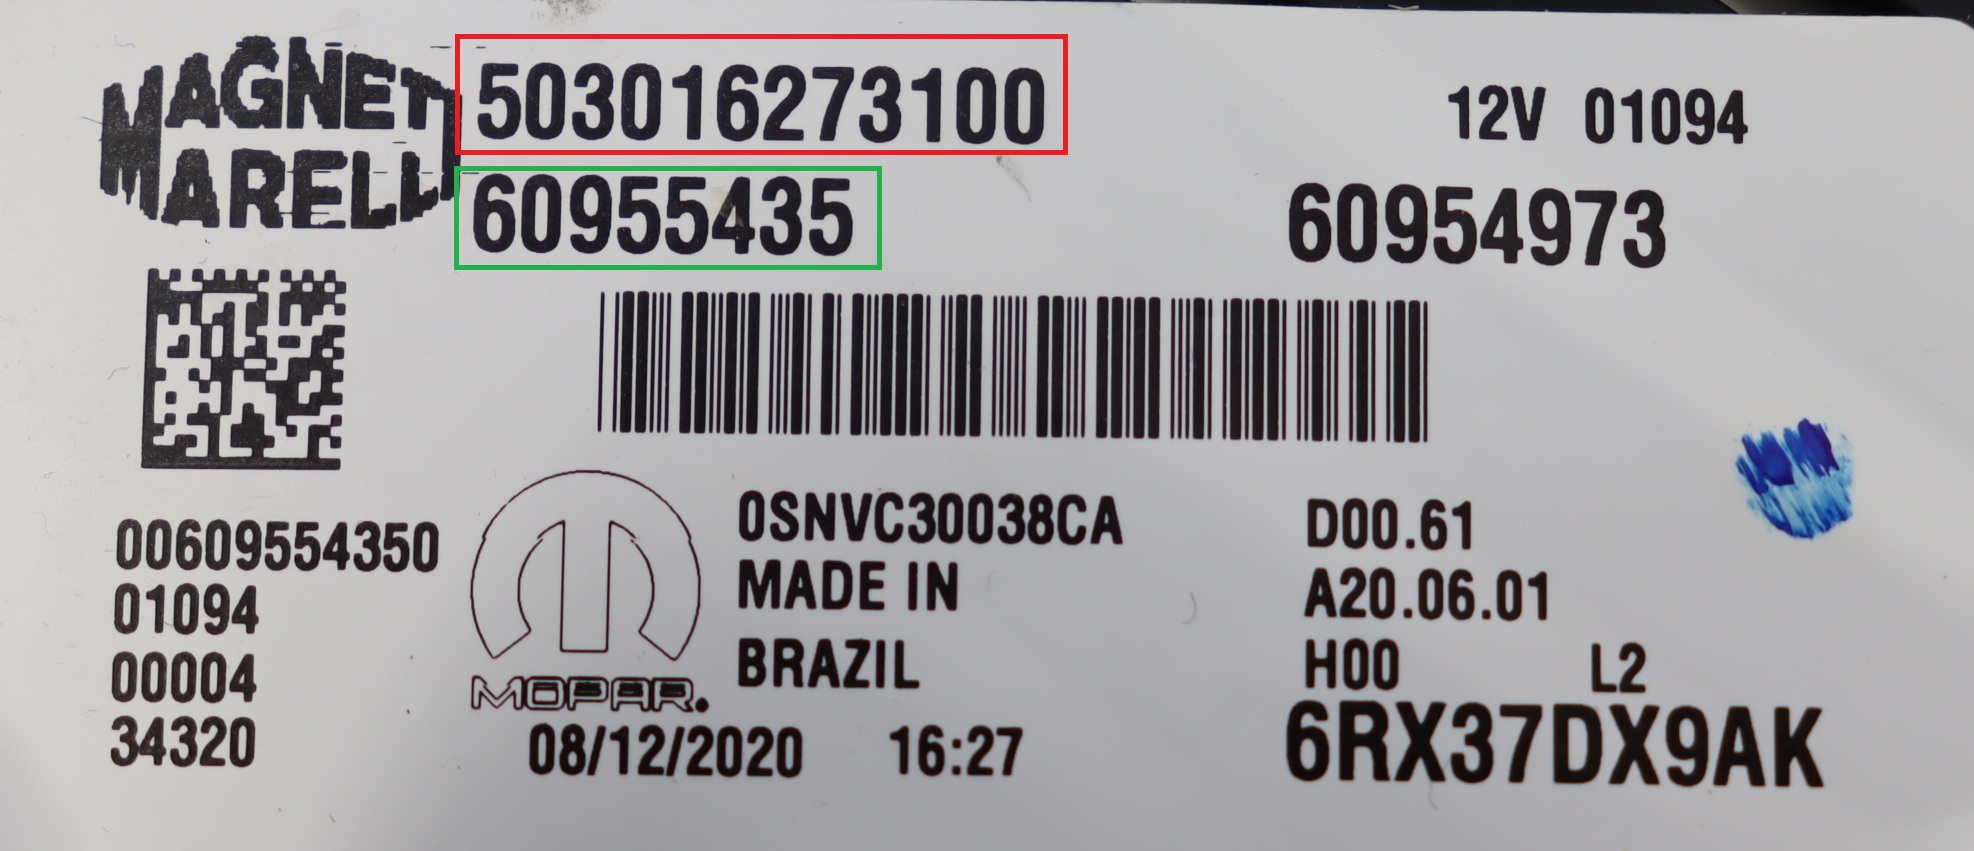 MAGNETI
MARELLI
503016273100
12V 01094
60955435
60954973
00609554350
01094
00004
34320
MOPAR.
0SNVC30038CA
MADE IN
BRAZIL
08/12/2020 16:27
D00.61
A20.06.01
H00 L2
6RX37DX9AK